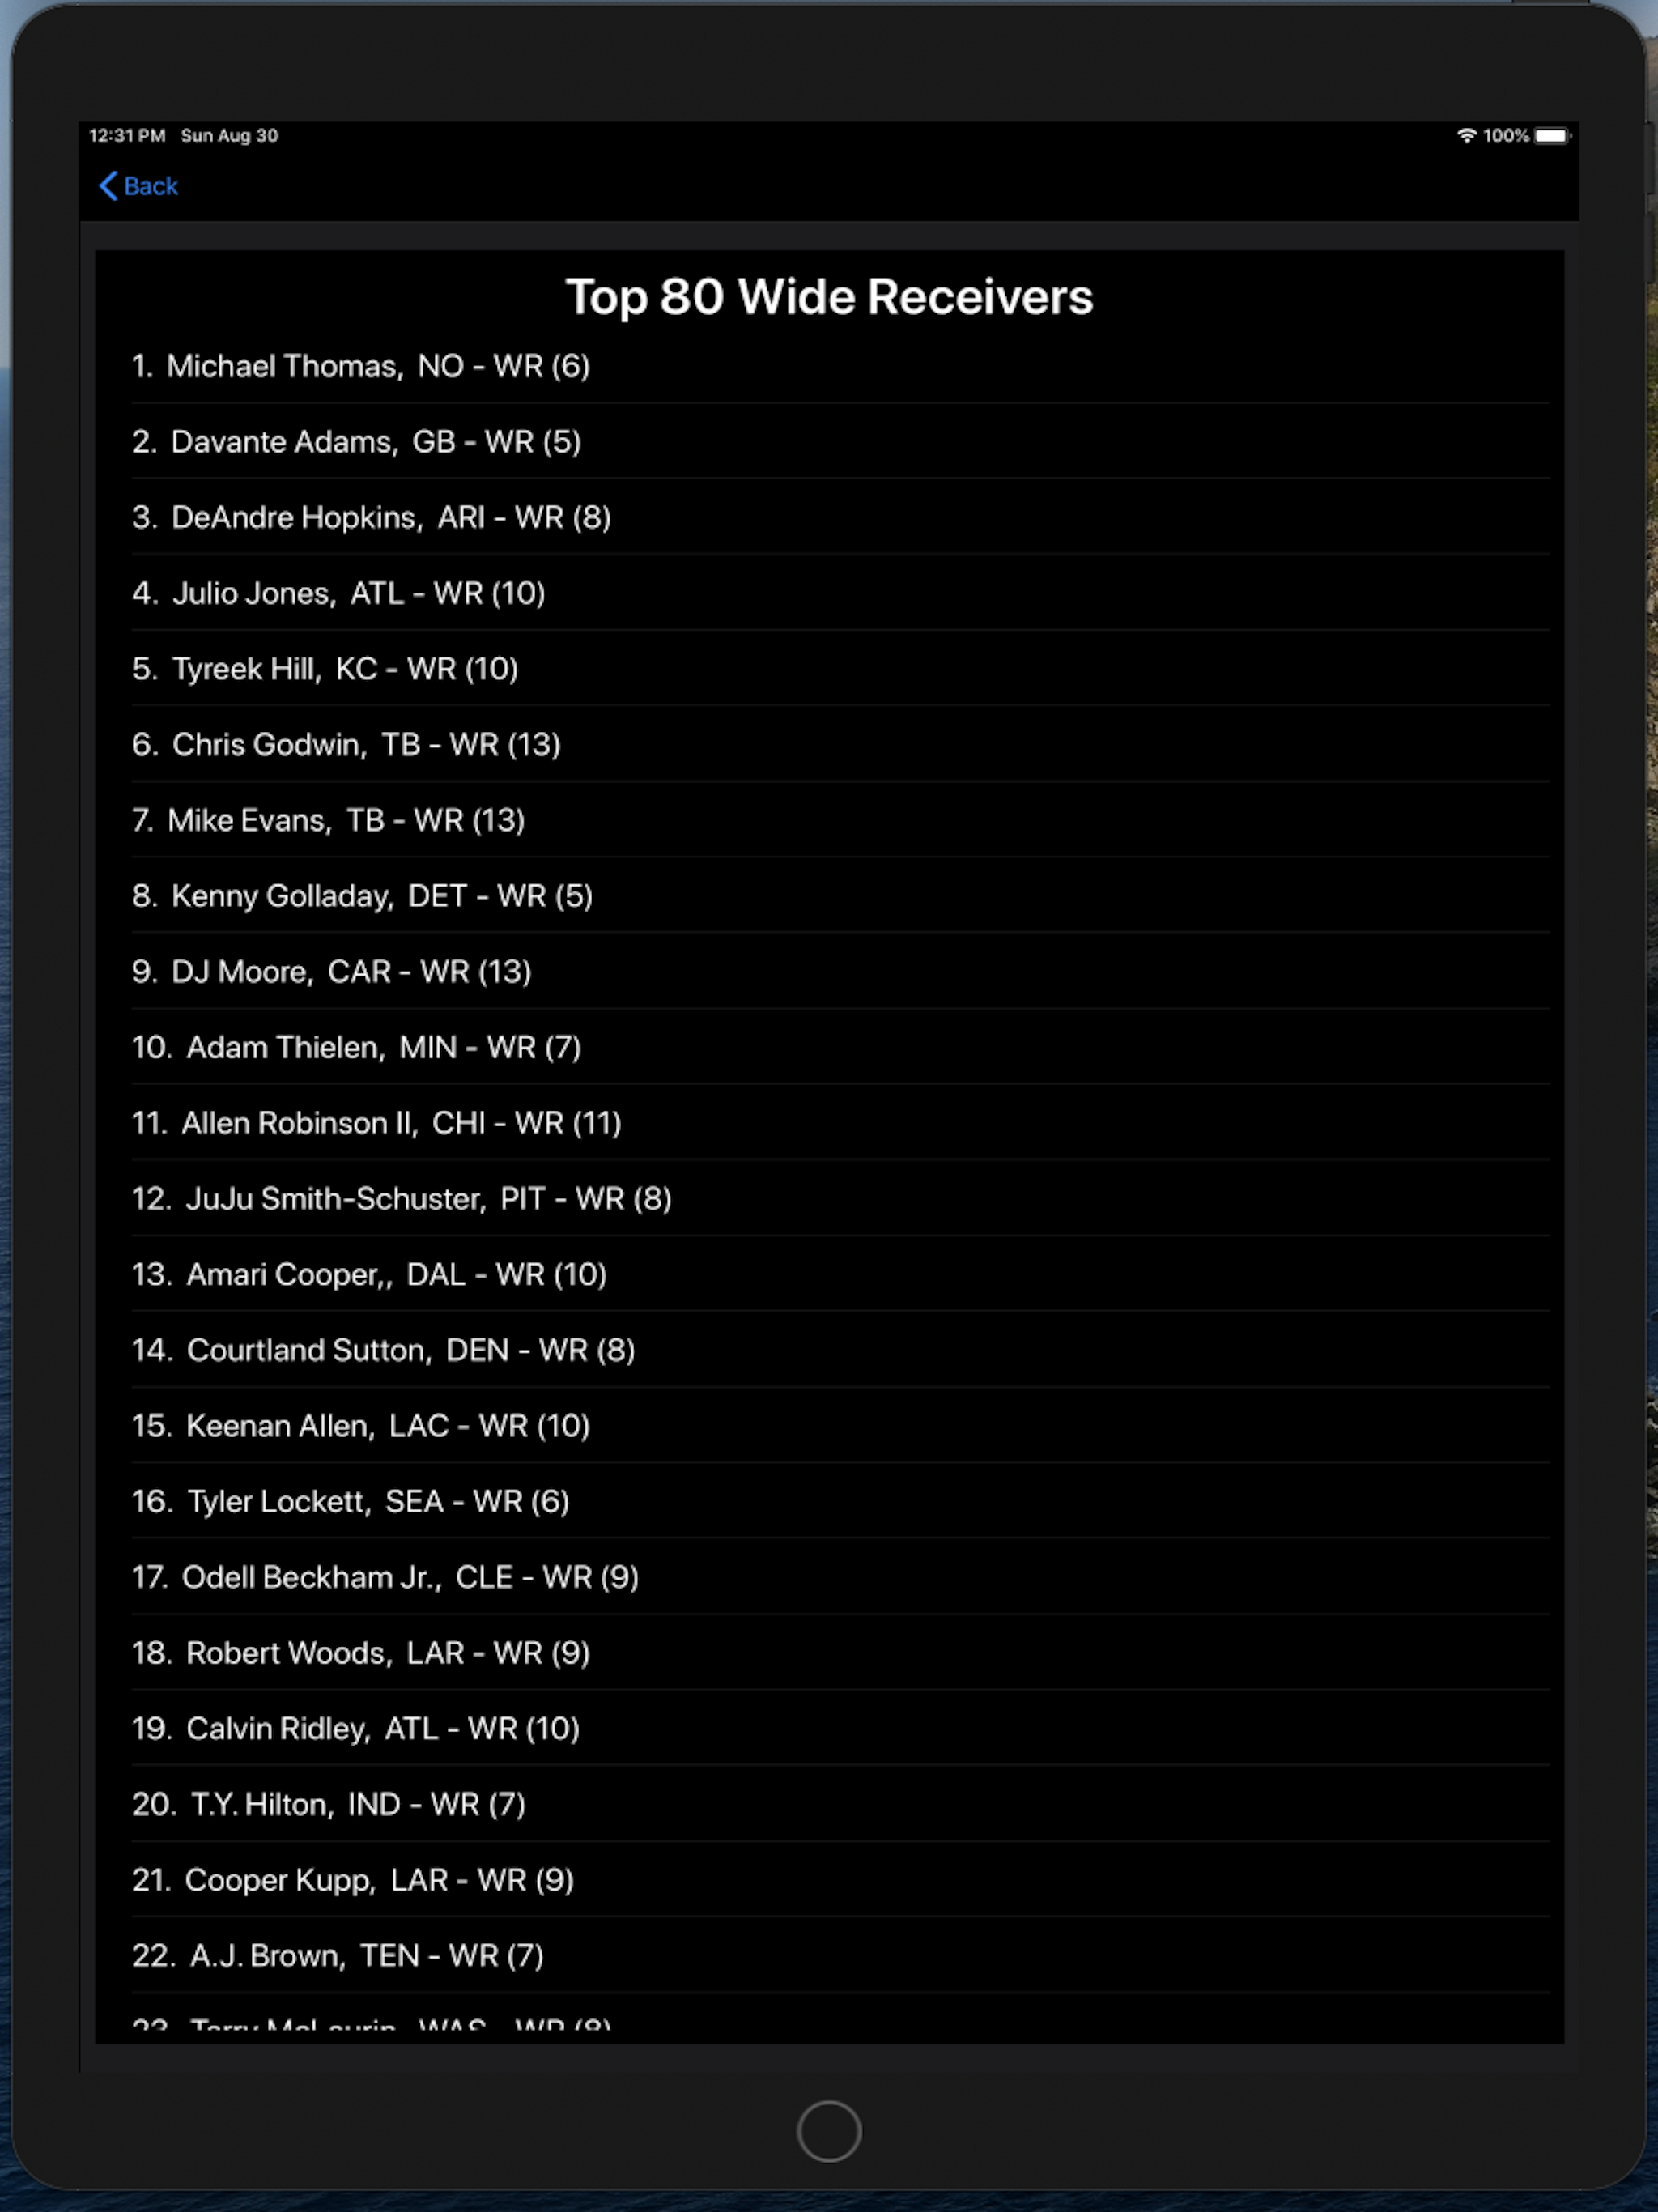 12:31 PM Sun Aug 30 100%
Back
Top 80 Wide Receivers
1. Michael Thomas, NO - WR (6)
2. Davante Adams, GB - WR (5)
3. DeAndre Hopkins, ARI - WR (8)
4. Julio Jones, ATL - WR (10)
5. Tyreek Hill, KC - WR (10)
6. Chris Godwin, TB - WR (13)
7. Mike Evans, TB - WR (13)
8. Kenny Golladay, DET - WR (5)
9. DJ Moore, CAR - WR (13)
10. Adam Thielen, MIN - WR (7)
11. Allen Robinson II, CHI - WR (11)
12. JuJu Smith-Schuster, PIT - WR (8)
13. Amari Cooper,, DAL - WR (10)
14. Courtland Sutton, DEN - WR (8)
15. Keenan Allen, LAC - WR (10)
16. Tyler Lockett, SEA - WR (6)
17. Odell Beckham Jr., CLE - WR (9)
18. Robert Woods, LAR - WR (9)
19. Calvin Ridley, ATL - WR (10)
20. T.Y. Hilton, IND - WR (7)
21. Cooper Kupp, LAR - WR (9)
22. A.J. Brown, TEN - WR (7)
23. Terry McLaurin, WAS - WR